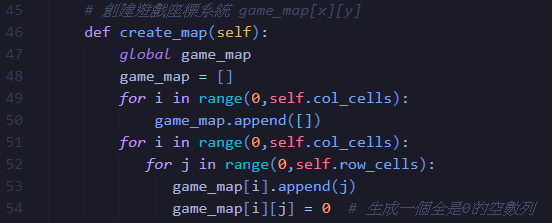 45 # 創建遊戲座標系統 game_map[x][y]
46 def create_map(self):
47 global game_map
48 game_map = []
49 for i in range(0,self.col_cells):
50 game_map.append([])
51 for i in range(0,self.col_cells):
52 for j in range(0,self.row_cells):
53 game_map[i].append(j)
54 game_map[i][j] = 0 # 生成一個全是0的空數列